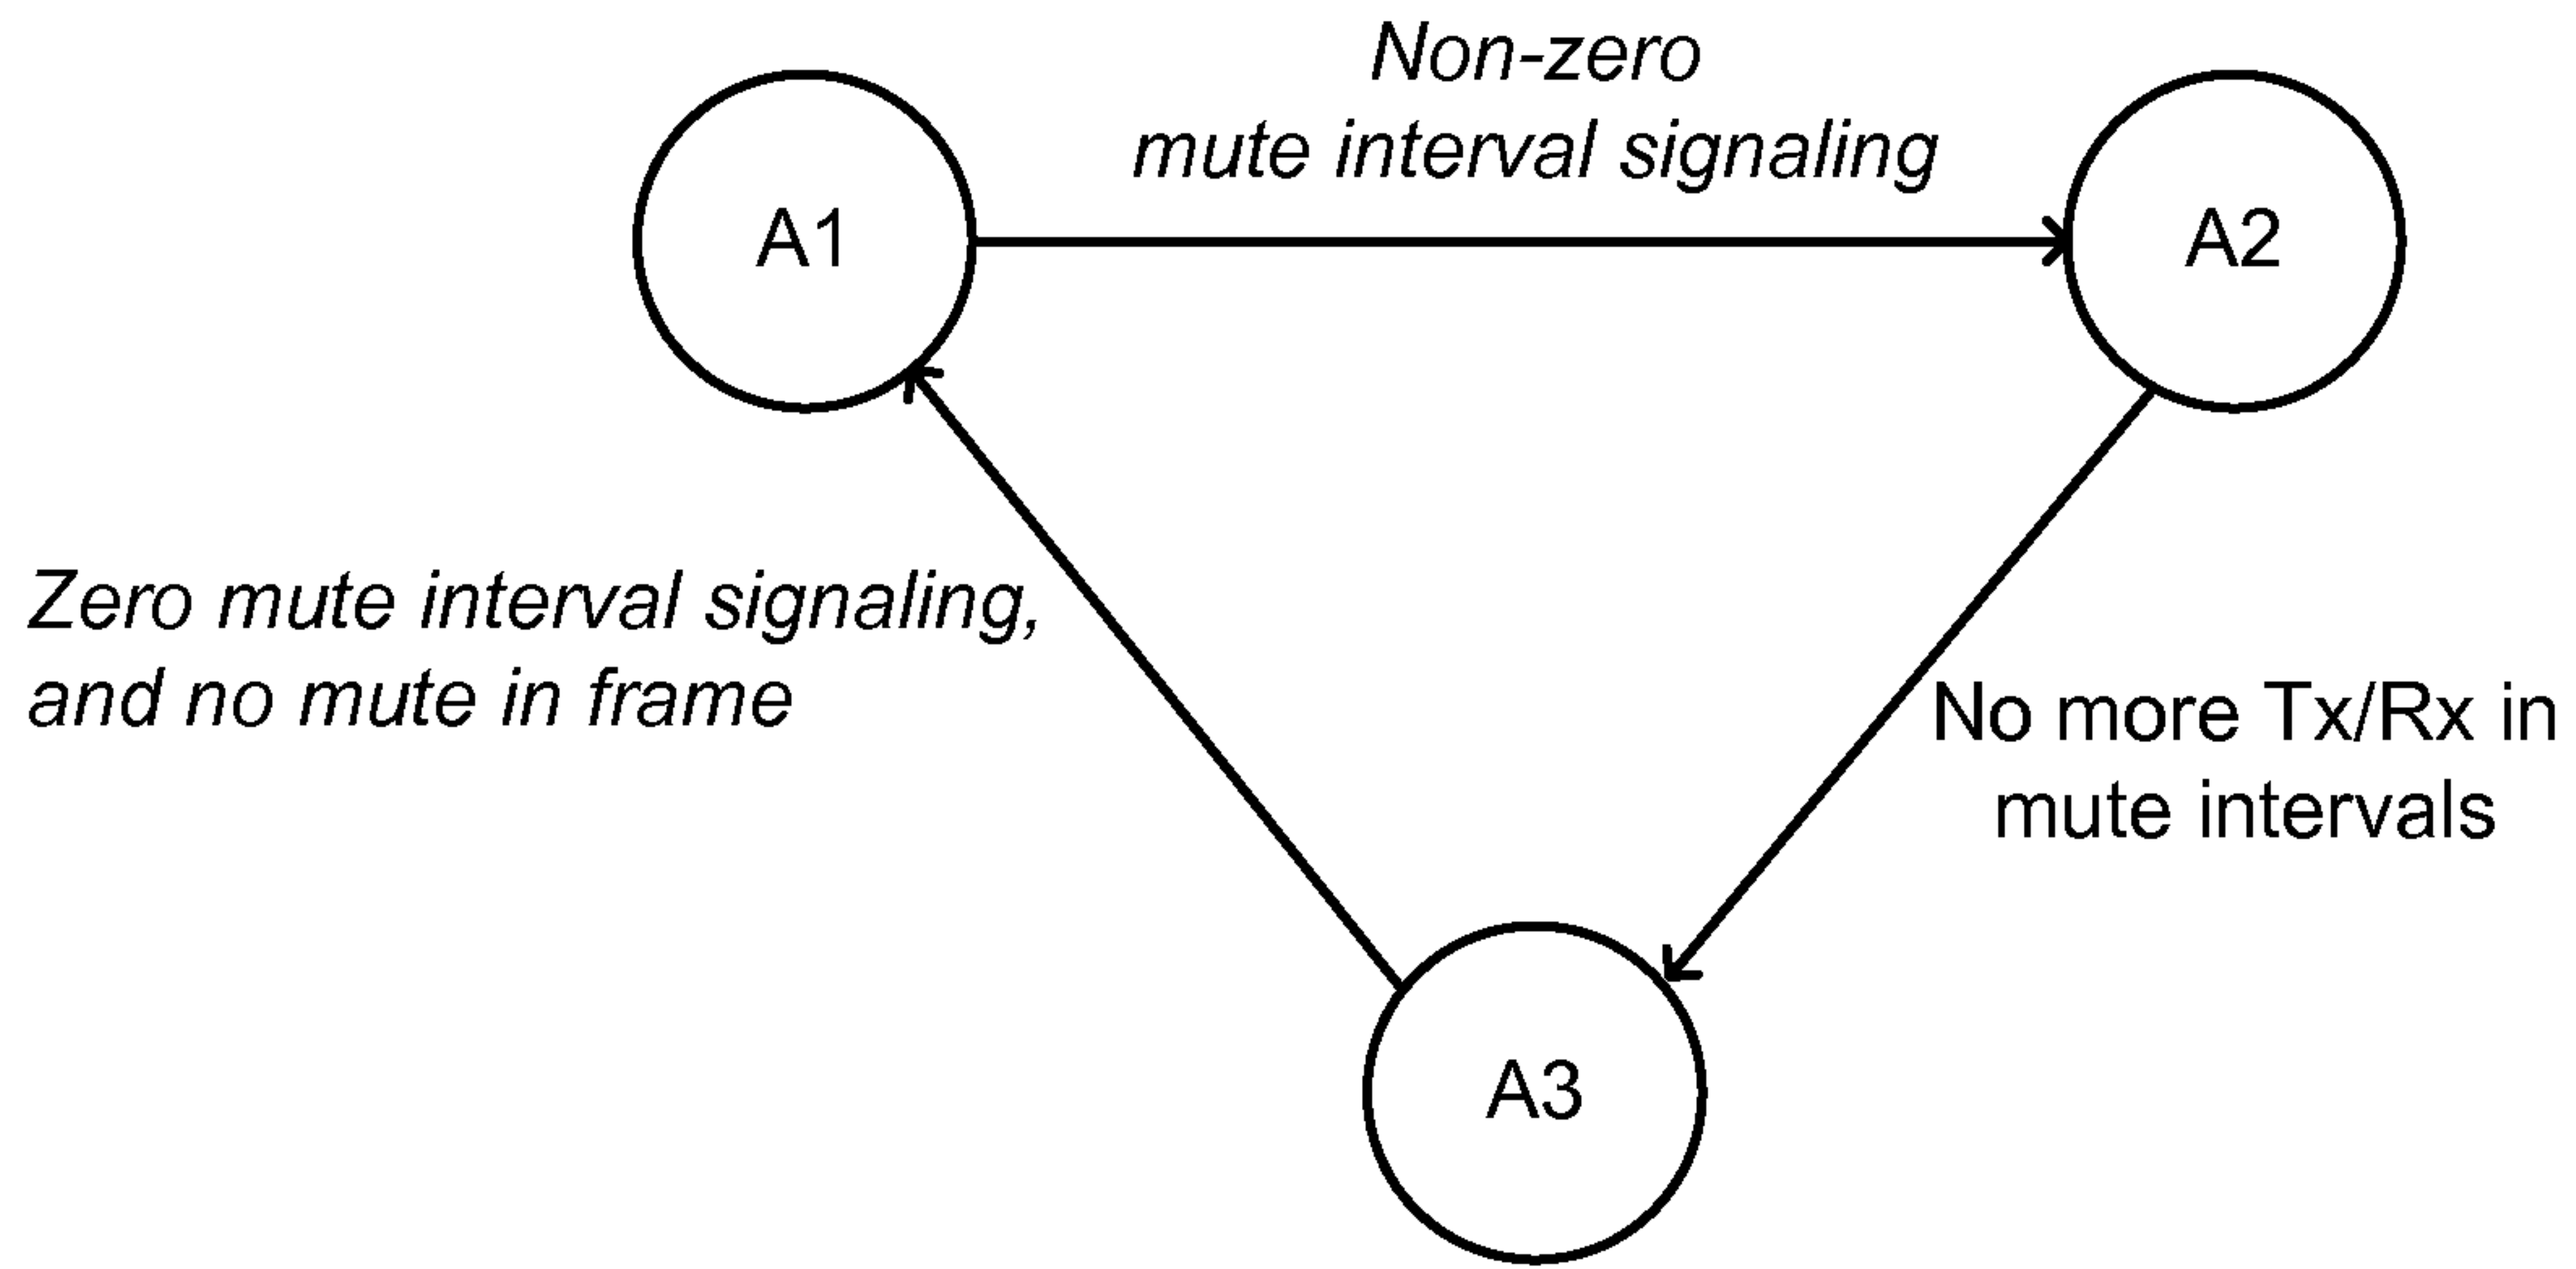 Non-zero
mute interval signaling
A1
A2
Zero mute interval signaling,
and no mute in frame
No more Tx/Rx in
mute intervals
A3